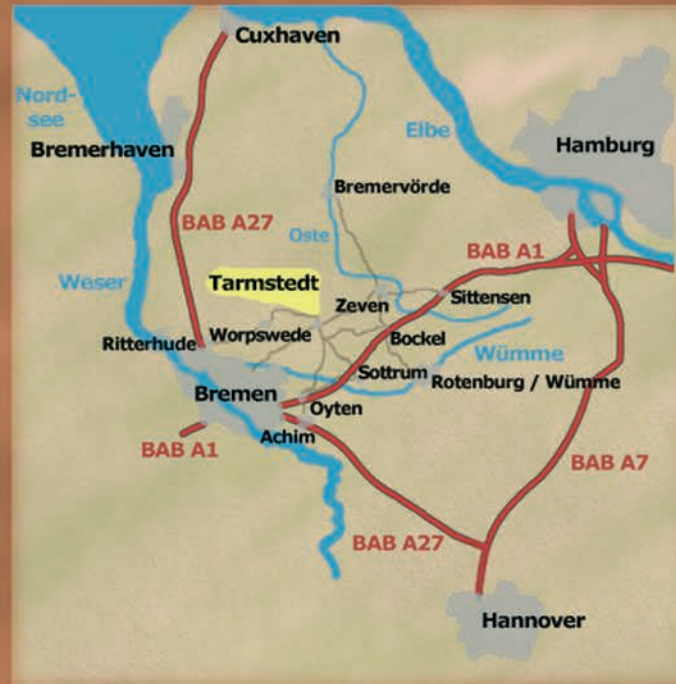 Cuxhaven
Nord-
see
Elbe
Hamburg
Bremerhaven
Bremervörde
BAB A27
Oste
BAB A1
Weser
Tarmstedt
Zeven
Sittensen
Ritterhude
Worpswede
Bockel
Wümme
Sottrum
Rotenburg / Wümme
Bremen
Oyten
Achim
BAB A1
BAB A7
BAB A27
Hannover